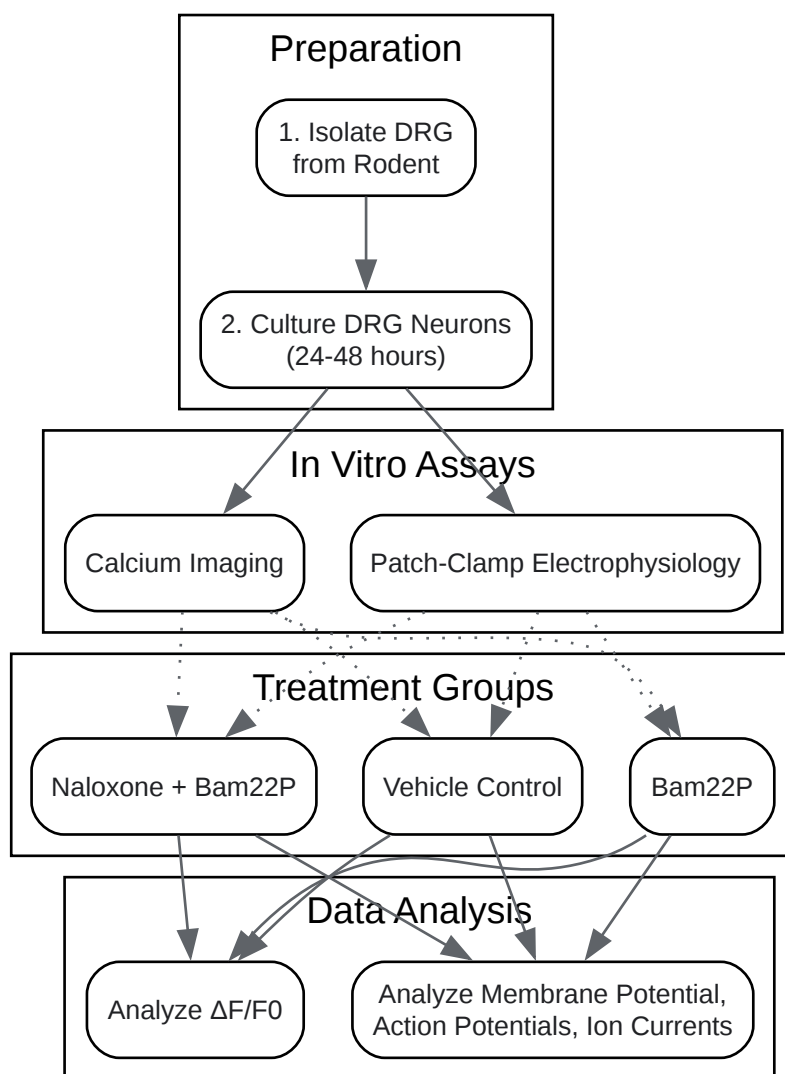 Preparation
1. Isolate DRG
from Rodent
2. Culture DRG Neurons
(24-48 hours)
In Vitro Assays
Calcium Imaging
Patch-Clamp Electrophysiology
Treatment Groups
Naloxone + Bam22P
Vehicle Control
Bam22P
Data Analysis
Analyze ΔF/F0
Analyze Membrane Potential,
Action Potentials, Ion Currents